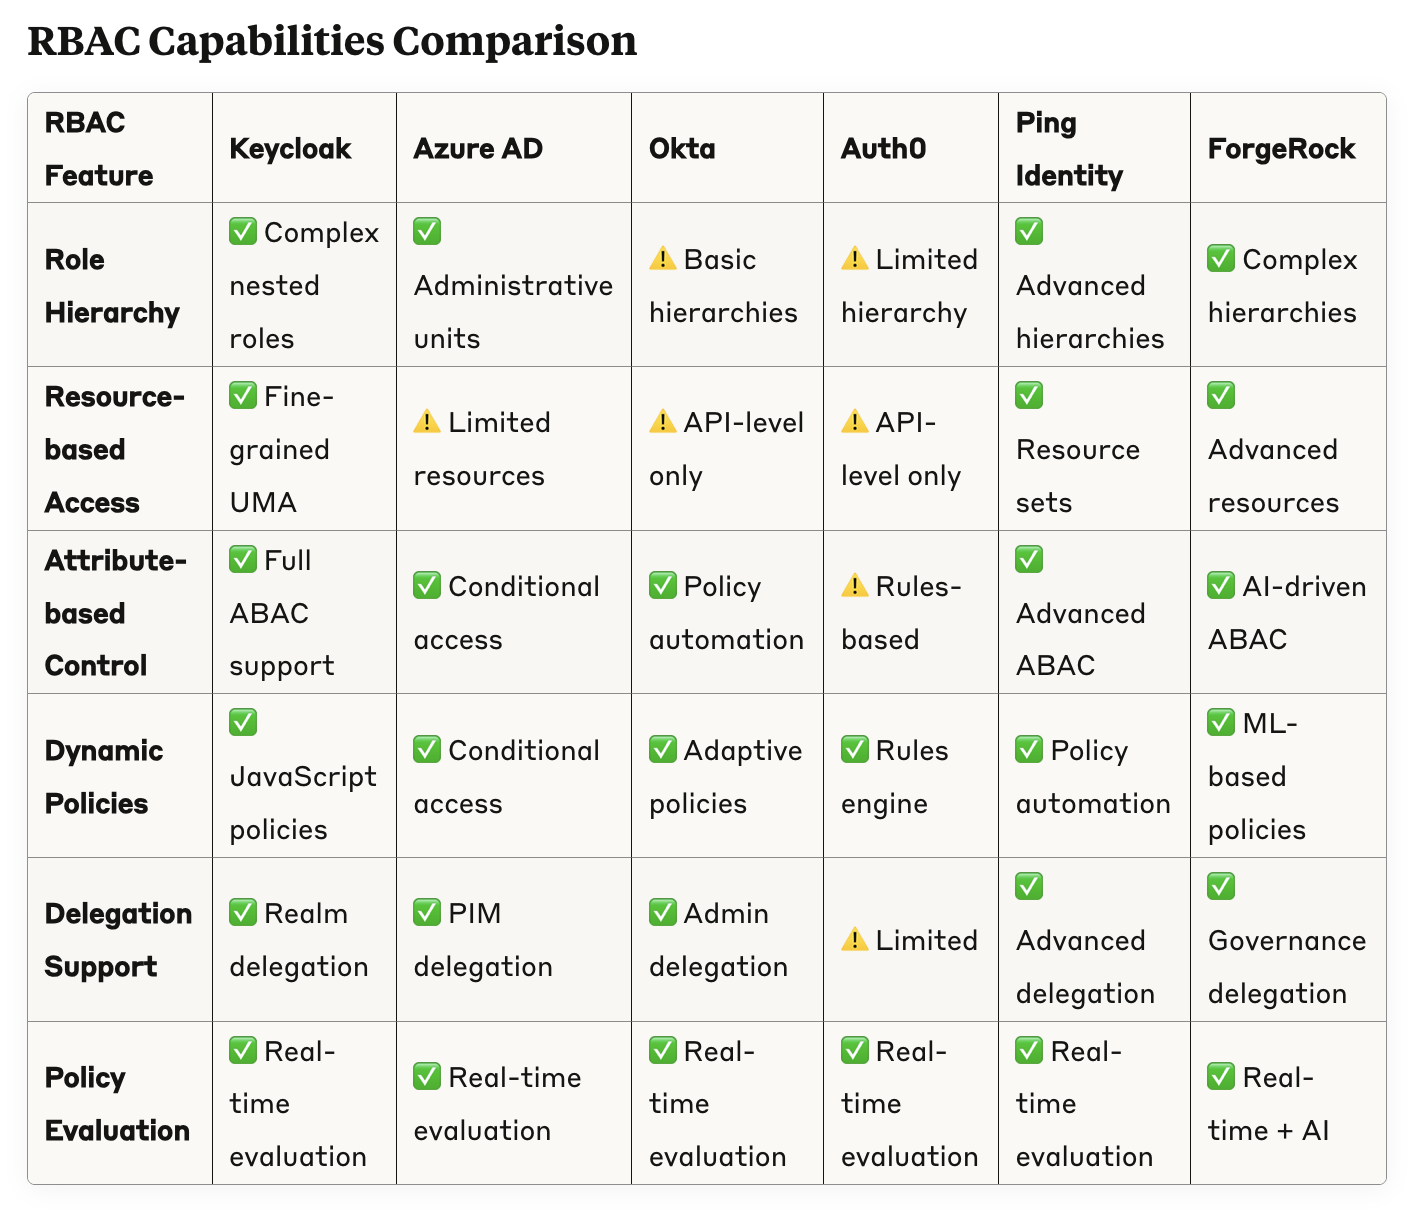 RBAC Capabilities Comparison
RBAC
Feature
Keycloak
Azure AD
Okta
Auth0
Ping
Identity
ForgeRock
Role
Hierarchy
✅ Complex
nested
roles
✅
Administrative
units
⚠️ Basic
hierarchies
⚠️ Limited
hierarchy
✅
Advanced
hierarchies
✅ Complex
hierarchies
Resource-
based
Access
✅ Fine-
grained
UMA
⚠️ Limited
resources
⚠️ API-level
only
⚠️ API-
level only
✅
Resource
sets
✅
Advanced
resources
Attribute-
based
Control
✅ Full
ABAC
support
✅ Conditional
access
✅ Policy
automation
⚠️ Rules-
based
✅
Advanced
ABAC
✅ AI-driven
ABAC
Dynamic
Policies
✅
JavaScript
policies
✅ Conditional
access
✅ Adaptive
policies
✅ Rules
engine
✅ Policy
automation
✅ ML-
based
policies
Delegation
Support
✅ Realm
delegation
✅ PIM
delegation
✅ Admin
delegation
⚠️ Limited
✅
Advanced
delegation
✅
Governance
delegation
Policy
Evaluation
✅ Real-
time
evaluation
✅ Real-time
evaluation
✅ Real-
time
evaluation
✅ Real-
time
evaluation
✅ Real-
time
evaluation
✅ Real-
time + AI